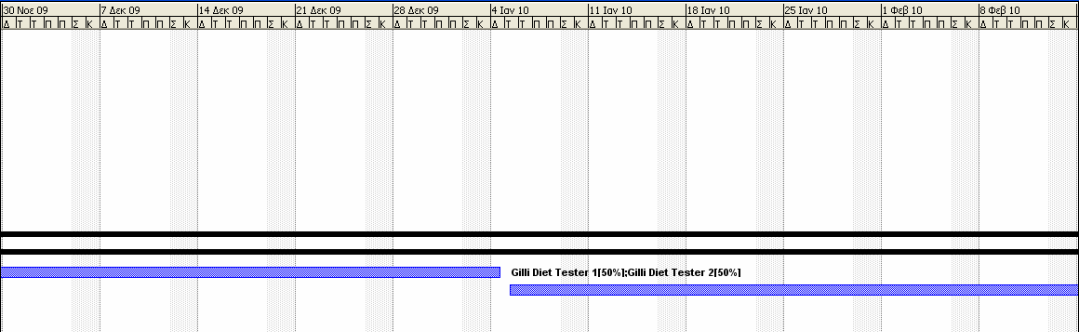 30 Νοε 09 7 Δεκ 09 14 Δεκ 09 21 Δεκ 09 28 Δεκ 09 4 Ιαν 10 11 Ιαν 10 18 Ιαν 10 25 Ιαν 10 1 Φεβ 10 8 Φεβ 10
Δ Τ Τ Π Π Σ Κ Δ Τ Τ Π Π Σ Κ Δ Τ Τ Π Π Σ Κ Δ Τ Τ Π Π Σ Κ Δ Τ Τ Π Π Σ Κ Δ Τ Τ Π Π Σ Κ Δ Τ Τ Π Π Σ Κ Δ Τ Τ Π Π Σ Κ Δ Τ Τ Π Π Σ Κ Δ Τ Τ Π Π Σ Κ Δ Τ Τ Π Π Σ Κ
Gilli Diet Tester 1[50%];Gilli Diet Tester 2[50%]